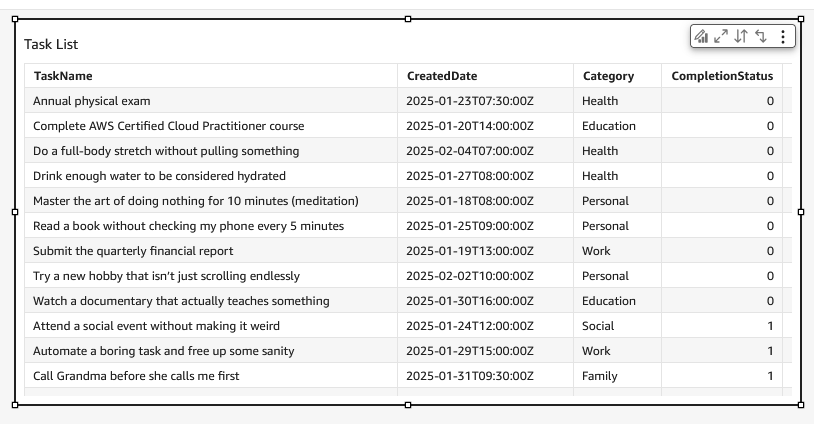 Task List
TaskName CreatedDate Category CompletionStatus
Annual physical exam 2025-01-23T07:30:00Z Health 0
Complete AWS Certified Cloud Practitioner course 2025-01-20T14:00:00Z Education 0
Do a full-body stretch without pulling something 2025-02-04T07:00:00Z Health 0
Drink enough water to be considered hydrated 2025-01-27T08:00:00Z Health 0
Master the art of doing nothing for 10 minutes (meditation) 2025-01-18T08:00:00Z Personal 0
Read a book without checking my phone every 5 minutes 2025-01-25T09:00:00Z Personal 0
Submit the quarterly financial report 2025-01-19T13:00:00Z Work 0
Try a new hobby that isn’t just scrolling endlessly 2025-02-02T10:00:00Z Personal 0
Watch a documentary that actually teaches something 2025-01-30T16:00:00Z Education 0
Attend a social event without making it weird 2025-01-24T12:00:00Z Social 1
Automate a boring task and free up some sanity 2025-01-29T15:00:00Z Work 1
Call Grandma before she calls me first 2025-01-31T09:30:00Z Family 1